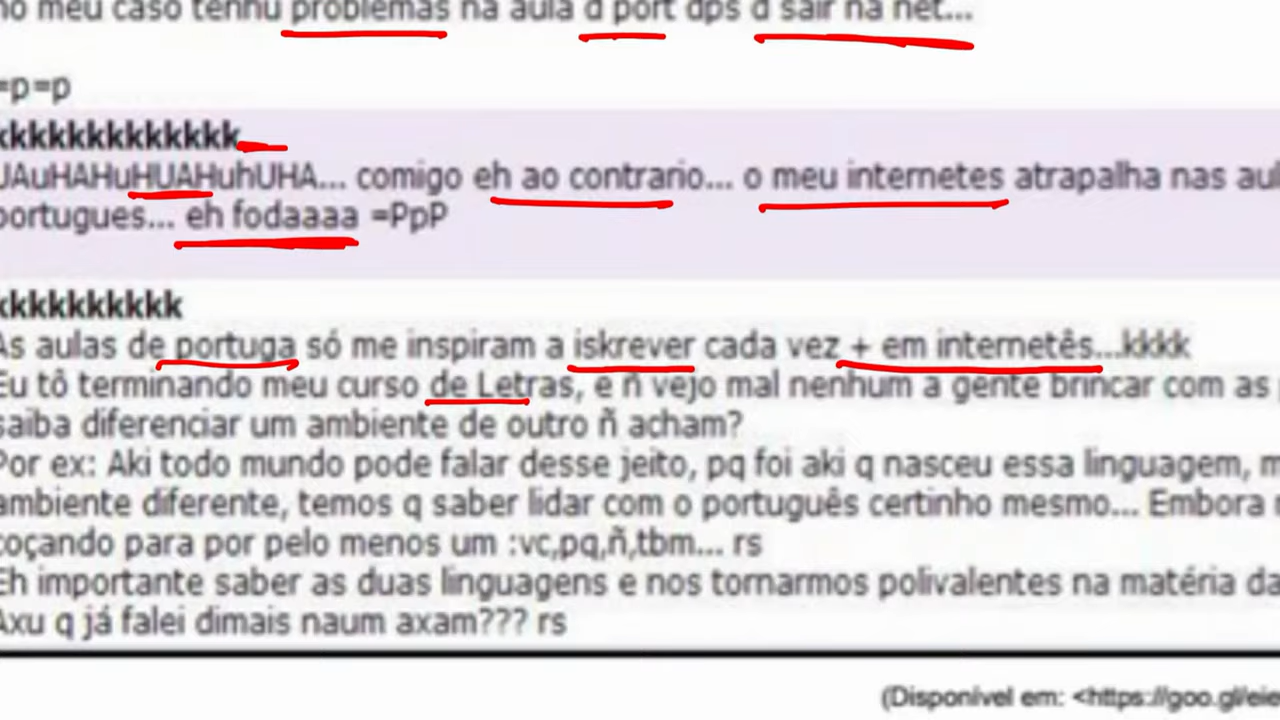 no meu caso tenhu problemas na aula d port dps d sair na net...
=p=p
kkkkkkkkkkkkk
UAuHAHuHUAHuhUHA... comigo eh ao contrario... o meu internetes atrapalha nas
portugues... eh fodaaaa =PpP
kkkkkkkkkk
As aulas de portuga só me inspiram a iskrever cada vez + em internetês...kkkk
Eu tô terminando meu curso de Letras, e ñ vejo mal nenhum a gente brincar com as
saiba diferenciar um ambiente de outro ñ acham?
Por ex: Aki todo mundo pode falar desse jeito, pq foi aki q nasceu essa linguagem,
ambiente diferente, temos q saber lidar com o português certinho mesmo... Embora
coçando para por pelo menos um :vc,pq,ñ,tbm... rs
Eh importante saber as duas linguagens e nos tornarmos polivalentes na matéria da
Axu q já falei dimais naum axam??? rs
(Disponível em: <https://goo.gl/eie